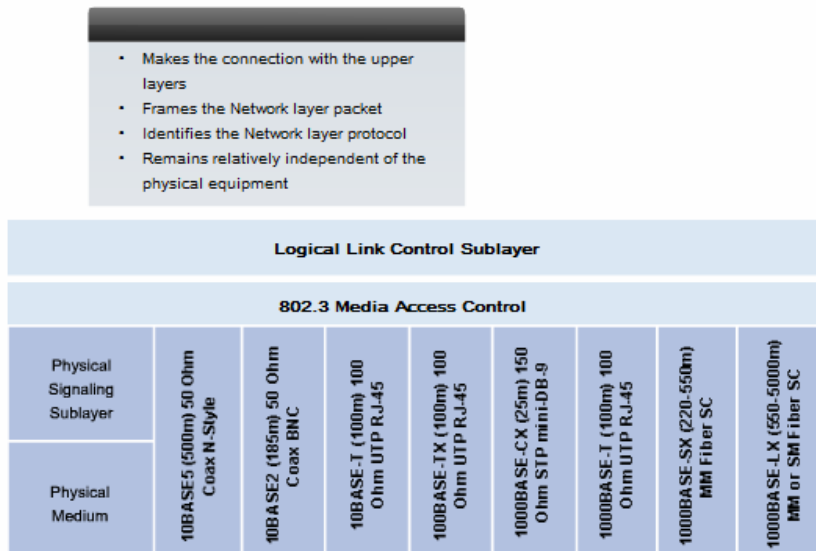 • Makes the connection with the upper
layers
• Frames the Network layer packet
• Identifies the Network layer protocol
• Remains relatively independent of the
physical equipment
Logical Link Control Sublayer
802.3 Media Access Control
Physical
Signaling
Sublayer
Physical
Medium
10BASE5 (500m) 50 Ohm
Coax N-Style
10BASE2 (185m) 50 Ohm
Coax BNC
10BASE-T (100m) 100
Ohm UTP RJ-45
100BASE-TX (100m) 100
Ohm UTP RJ-45
1000BASE-CX (25m) 150
Ohm STP mini-DB-9
1000BASE-T (100m) 100
Ohm UTP RJ-45
1000BASE-SX (220-550m)
MM Fiber SC
1000BASE-LX (550-5000m)
MM or SM Fiber SC